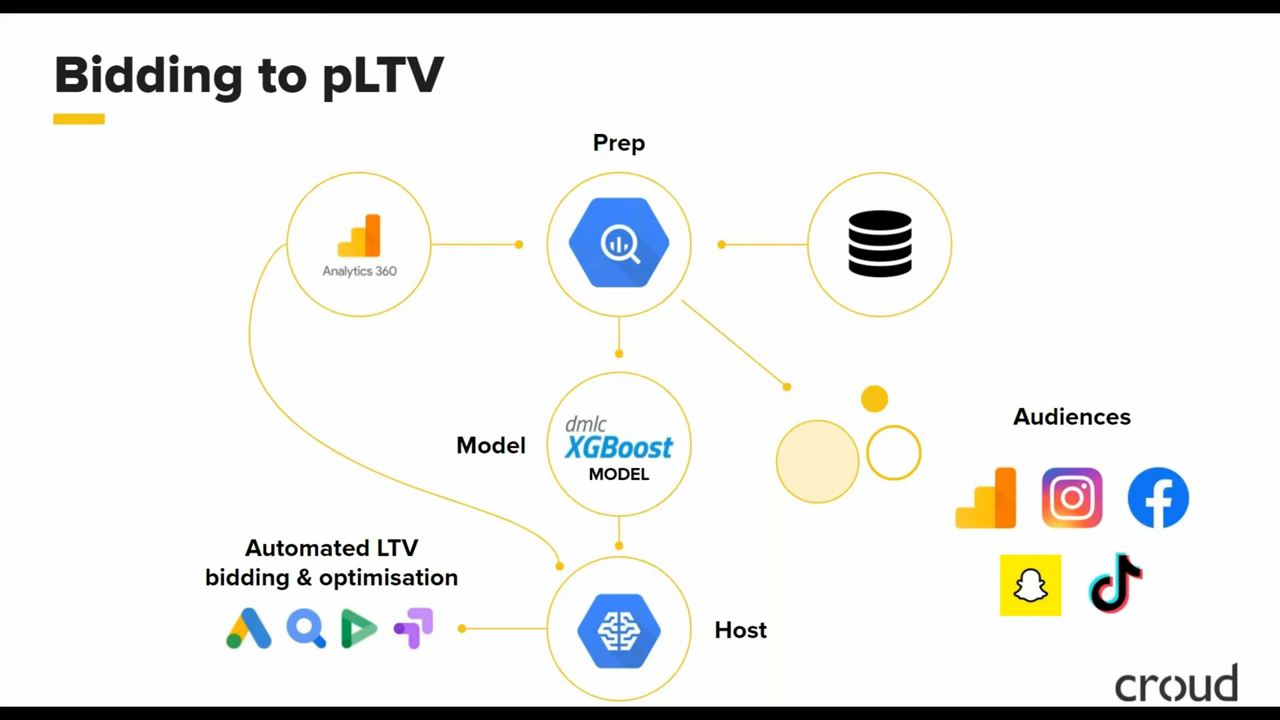 Bidding to pLTV
Prep
Analytics 360
Model
dmlc
XGBoost
MODEL
Audiences
Automated LTV
bidding & optimisation
Host
croud